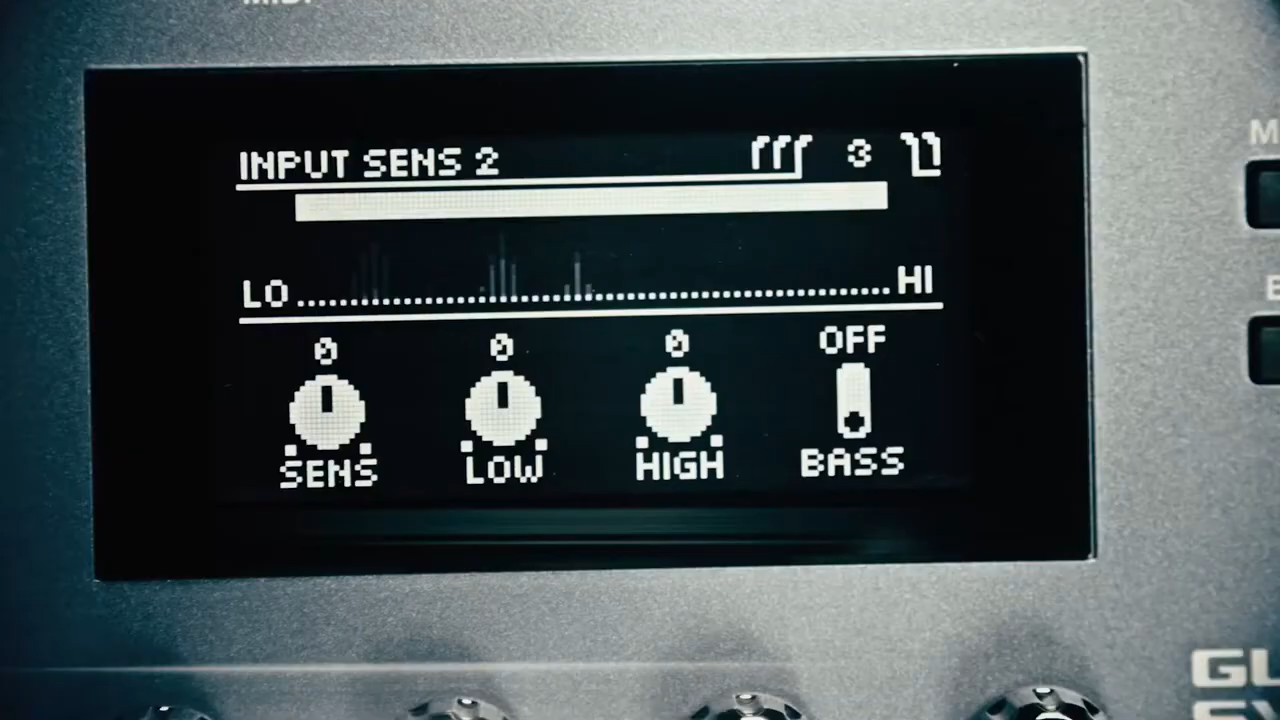 INPUT SENS 2 3
LO HI
0 0 0 OFF
SENS LOW HIGH BASS